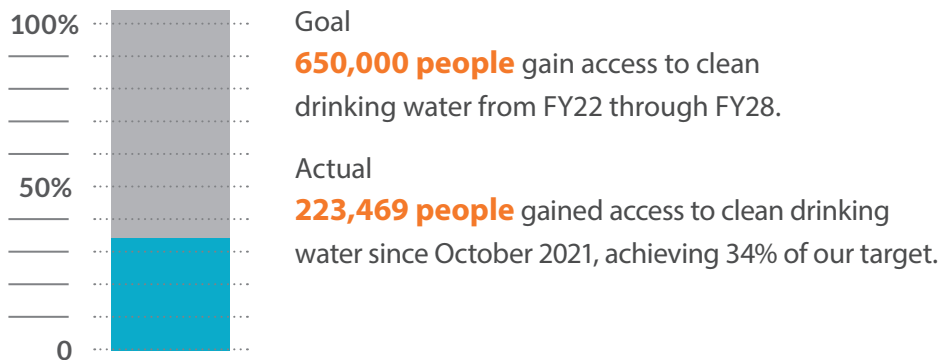 100%
50%
0
Goal
650,000 people gain access to clean
drinking water from FY22 through FY28.
Actual
223,469 people gained access to clean drinking
water since October 2021, achieving 34% of our target.